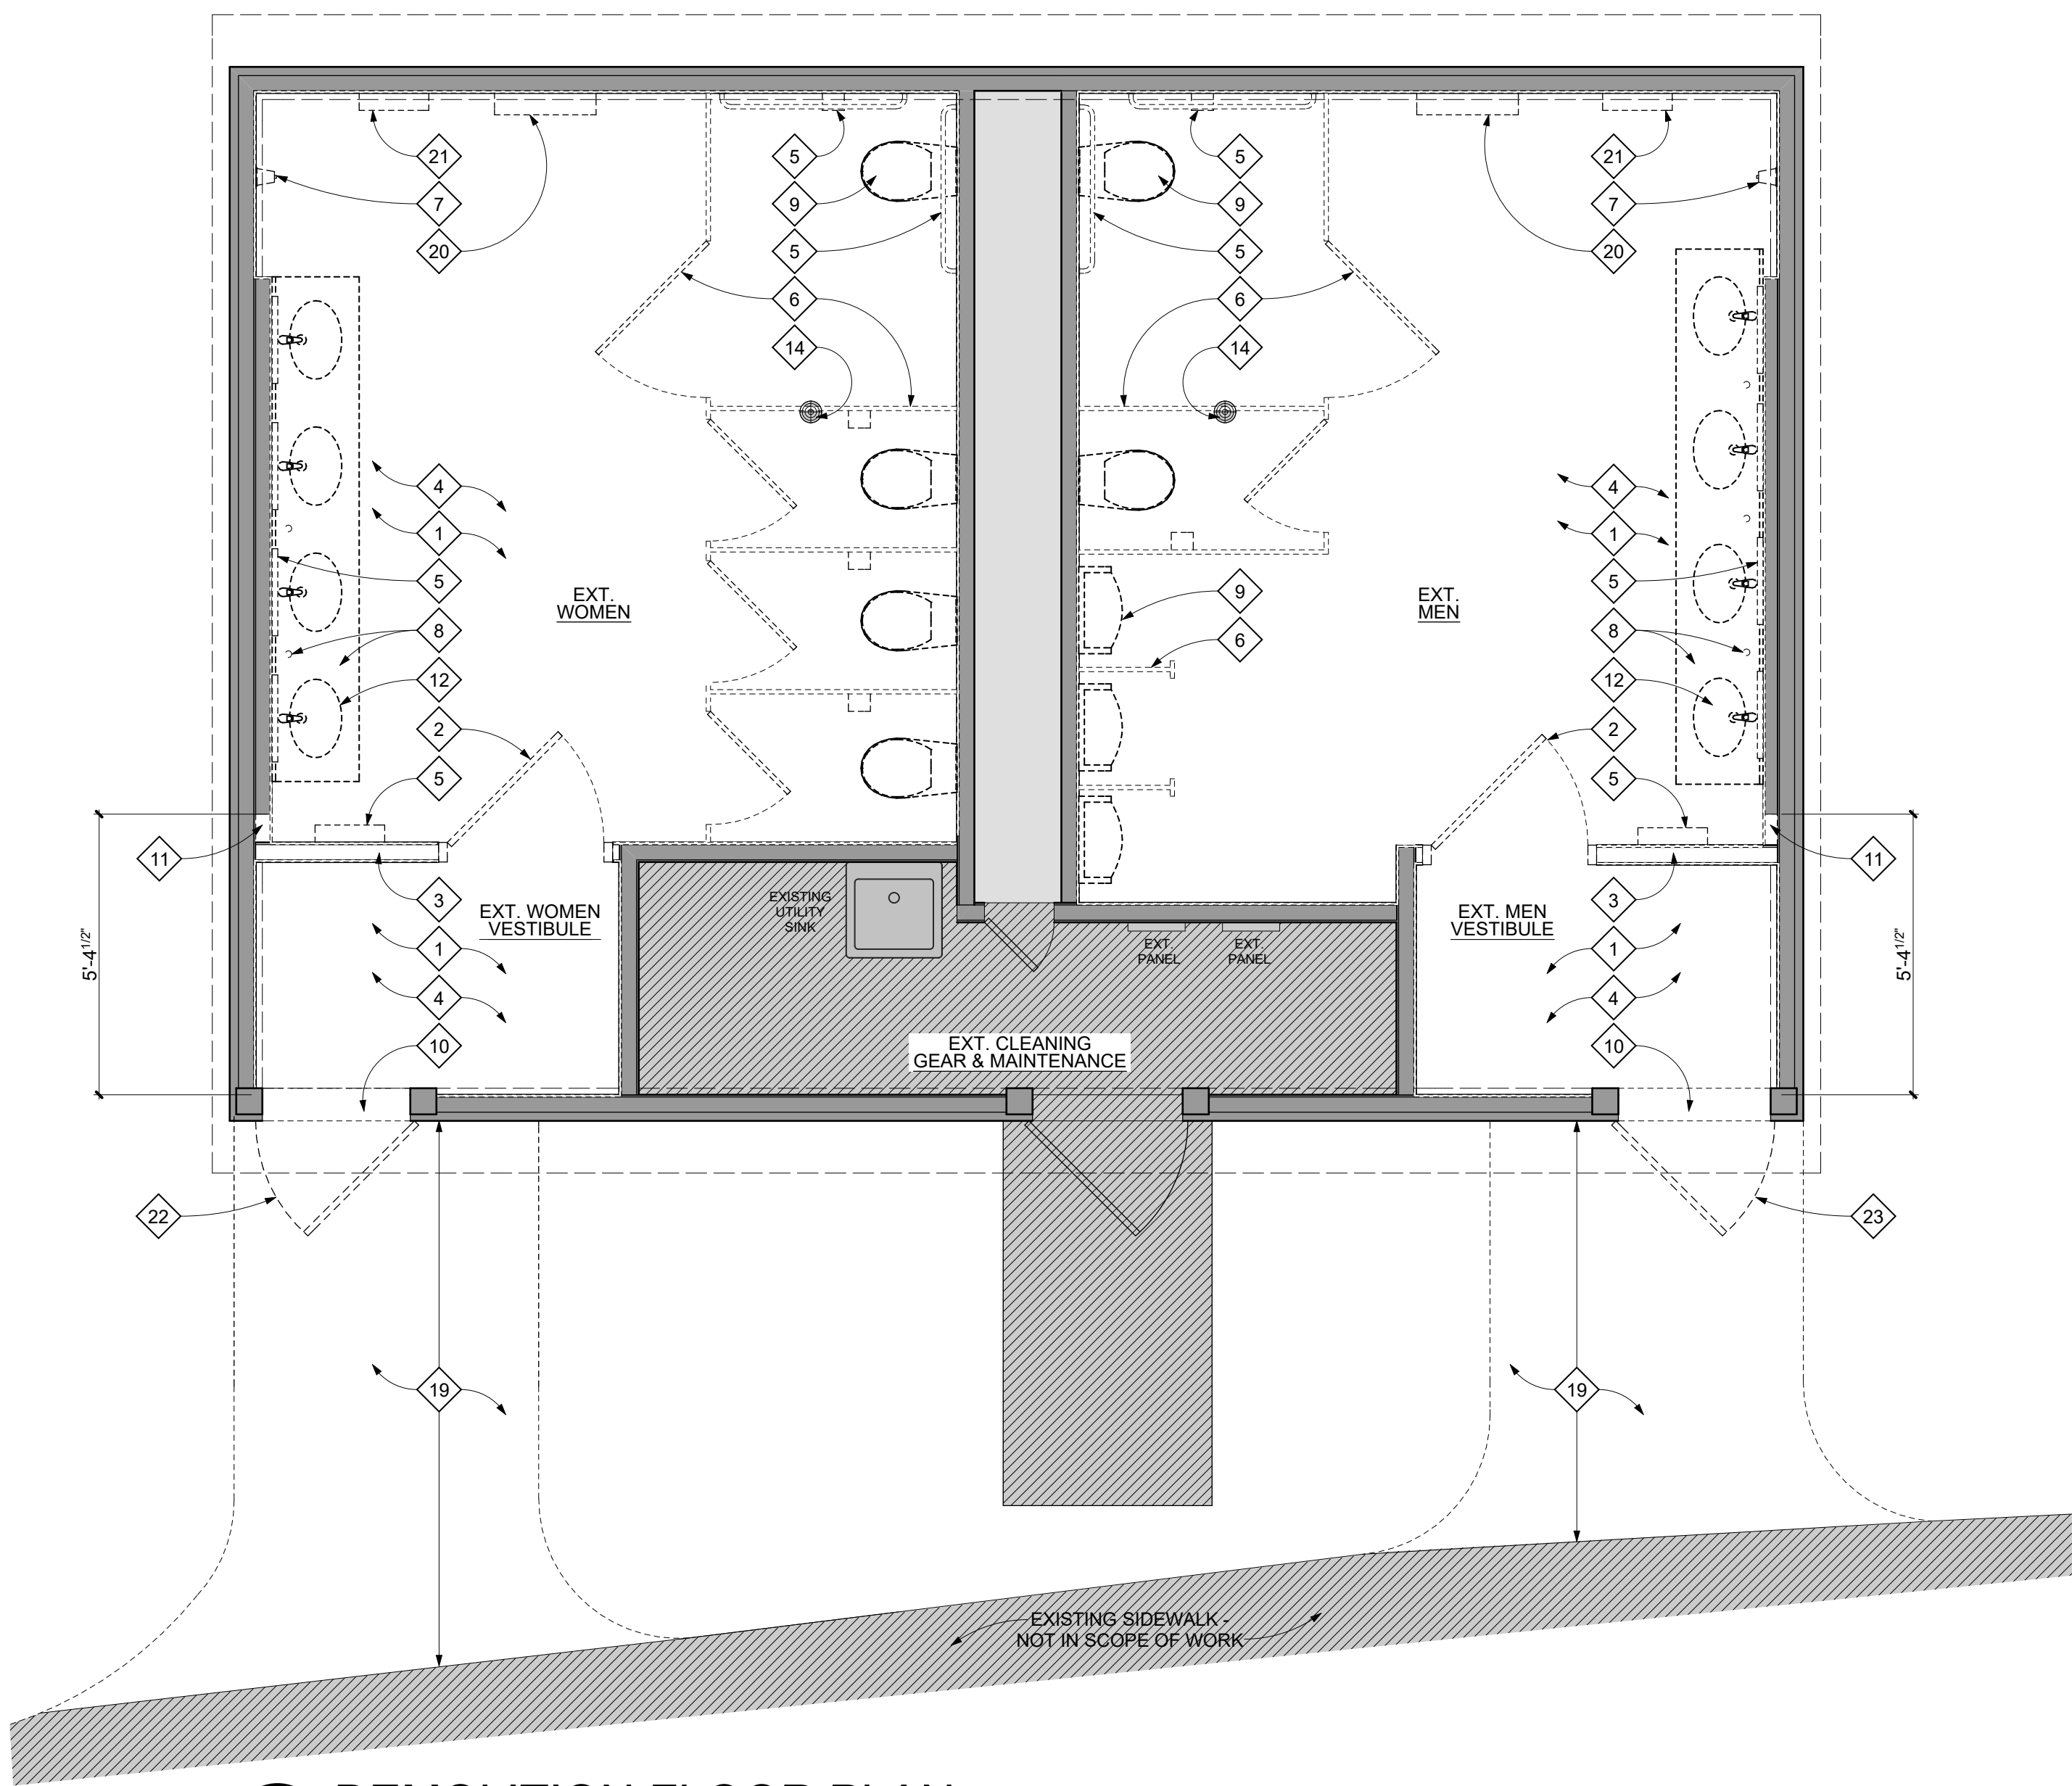 21
7
20
5
9
5
6
14
5
9
5
6
14
21
7
20
4
1
5
8
12
2
5
EXT.
WOMEN
9
6
EXT.
MEN
4
1
5
8
12
2
5
11
3
1
4
10
EXT. WOMEN
VESTIBULE
EXISTING
UTILITY
SINK
EXT.
PANEL
EXT.
PANEL
EXT. CLEANING
GEAR & MAINTENANCE
EXT. MEN
VESTIBULE
3
1
4
10
11
5'-4 1/2"
5'-4 1/2"
22
23
19
19
EXISTING SIDEWALK -
NOT IN SCOPE OF WORK
DEMOLITION FLOOR PLAN